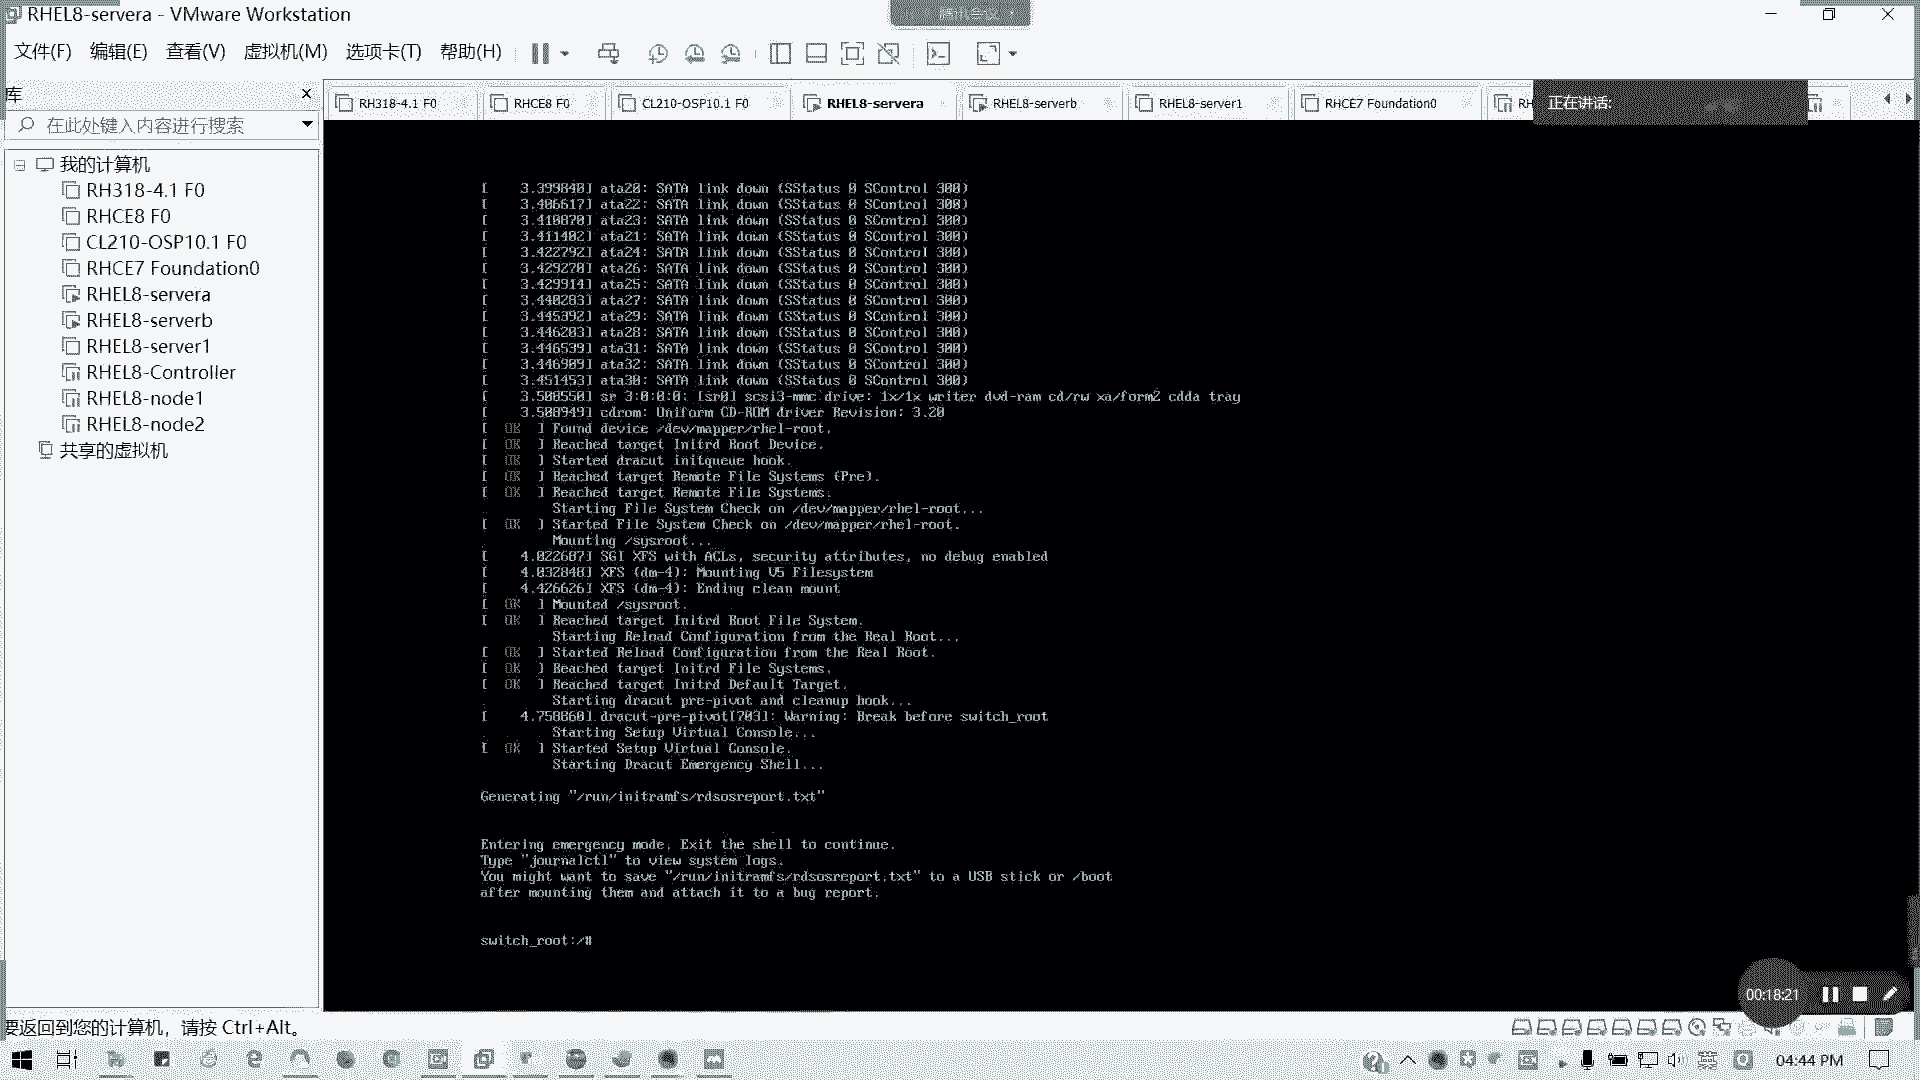 RHEL8-servera - VMware Workstation
腾讯会议
文件(F) 编辑(E) 查看(V) 虚拟机(M) 选项卡(T) 帮助(H)
库
RH318-4.1 F0 RHCE8 F0 CL210-OSP10.1 F0 RHEL8-servera RHEL8-serverb RHEL8-server1 RHCE7 Foundation0 RH
正在讲话:
在此处键入内容进行搜索
我的计算机
RH318-4.1 F0
RHCE8 F0
CL210-OSP10.1 F0
RHCE7 Foundation0
RHEL8-servera
RHEL8-serverb
RHEL8-server1
RHEL8-Controller
RHEL8-node1
RHEL8-node2
共享的虚拟机
[ 3.399840] ata20: SATA link down (SStatus 0 SControl 300)
[ 3.406617] ata22: SATA link down (SStatus 0 SControl 300)
[ 3.410870] ata23: SATA link down (SStatus 0 SControl 300)
[ 3.411402] ata21: SATA link down (SStatus 0 SControl 300)
[ 3.422792] ata24: SATA link down (SStatus 0 SControl 300)
[ 3.429270] ata26: SATA link down (SStatus 0 SControl 300)
[ 3.429914] ata25: SATA link down (SStatus 0 SControl 300)
[ 3.440283] ata27: SATA link down (SStatus 0 SControl 300)
[ 3.445392] ata29: SATA link down (SStatus 0 SControl 300)
[ 3.446203] ata28: SATA link down (SStatus 0 SControl 300)
[ 3.446539] ata31: SATA link down (SStatus 0 SControl 300)
[ 3.446909] ata32: SATA link down (SStatus 0 SControl 300)
[ 3.451453] ata30: SATA link down (SStatus 0 SControl 300)
[ 3.508550] sr 3:0:0:0: [sr0] scsi3-mmc drive: 1x/1x writer dvd-ram cd/rw xa/form2 cdda tray
[ 3.508949] cdrom: Uniform CD-ROM driver Revision: 3.20
[ OK ] Found device /dev/mapper/rhel-root.
[ OK ] Reached target Initrd Root Device.
[ OK ] Started dracut initqueue hook.
[ OK ] Reached target Remote File Systems (Pre).
[ OK ] Reached target Remote File Systems.
Starting File System Check on /dev/mapper/rhel-root...
[ OK ] Started File System Check on /dev/mapper/rhel-root.
Mounting /sysroot...
[ 4.022687] SGI XFS with ACLs, security attributes, no debug enabled
[ 4.032848] XFS (dm-4): Mounting V5 Filesystem
[ 4.426626] XFS (dm-4): Ending clean mount
[ OK ] Mounted /sysroot.
[ OK ] Reached target Initrd Root File System.
Starting Reload Configuration from the Real Root...
[ OK ] Started Reload Configuration from the Real Root.
[ OK ] Reached target Initrd File Systems.
[ OK ] Reached target Initrd Default Target.
Starting dracut pre-pivot and cleanup hook...
[ 4.758860] dracut-pre-pivot[703]: Warning: Break before switch_root
Starting Setup Virtual Console...
[ OK ] Started Setup Virtual Console.
Starting Dracut Emergency Shell...
Generating "/run/initramfs/rdsosreport.txt"
Entering emergency mode. Exit the shell to continue.
Type "journalctl" to view system logs.
You might want to save "/run/initramfs/rdsosreport.txt" to a USB stick or /boot
after mounting them and attach it to a bug report.
switch_root:/#
00:18:21
要返回到您的计算机，请按 Ctrl+Alt。
英
04:44 PM